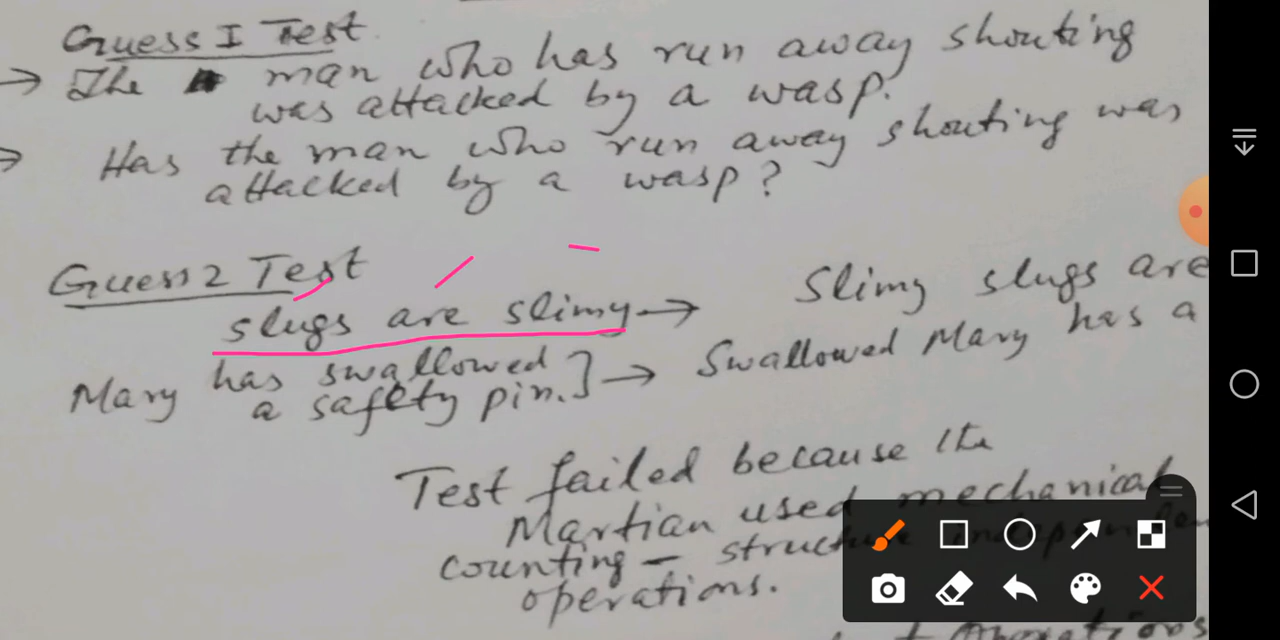 Guess I Test
→ The man who has run away shouting
was attacked by a wasp.
→ Has the man who run away shouting was
attacked by a wasp?
Guess 2 Test
slugs are slimy → Slimy slugs are
Mary has swallowed
a safety pin.] → Swallowed Mary has a
Test failed because the
Martian used mechanical
counting – structure
operations.